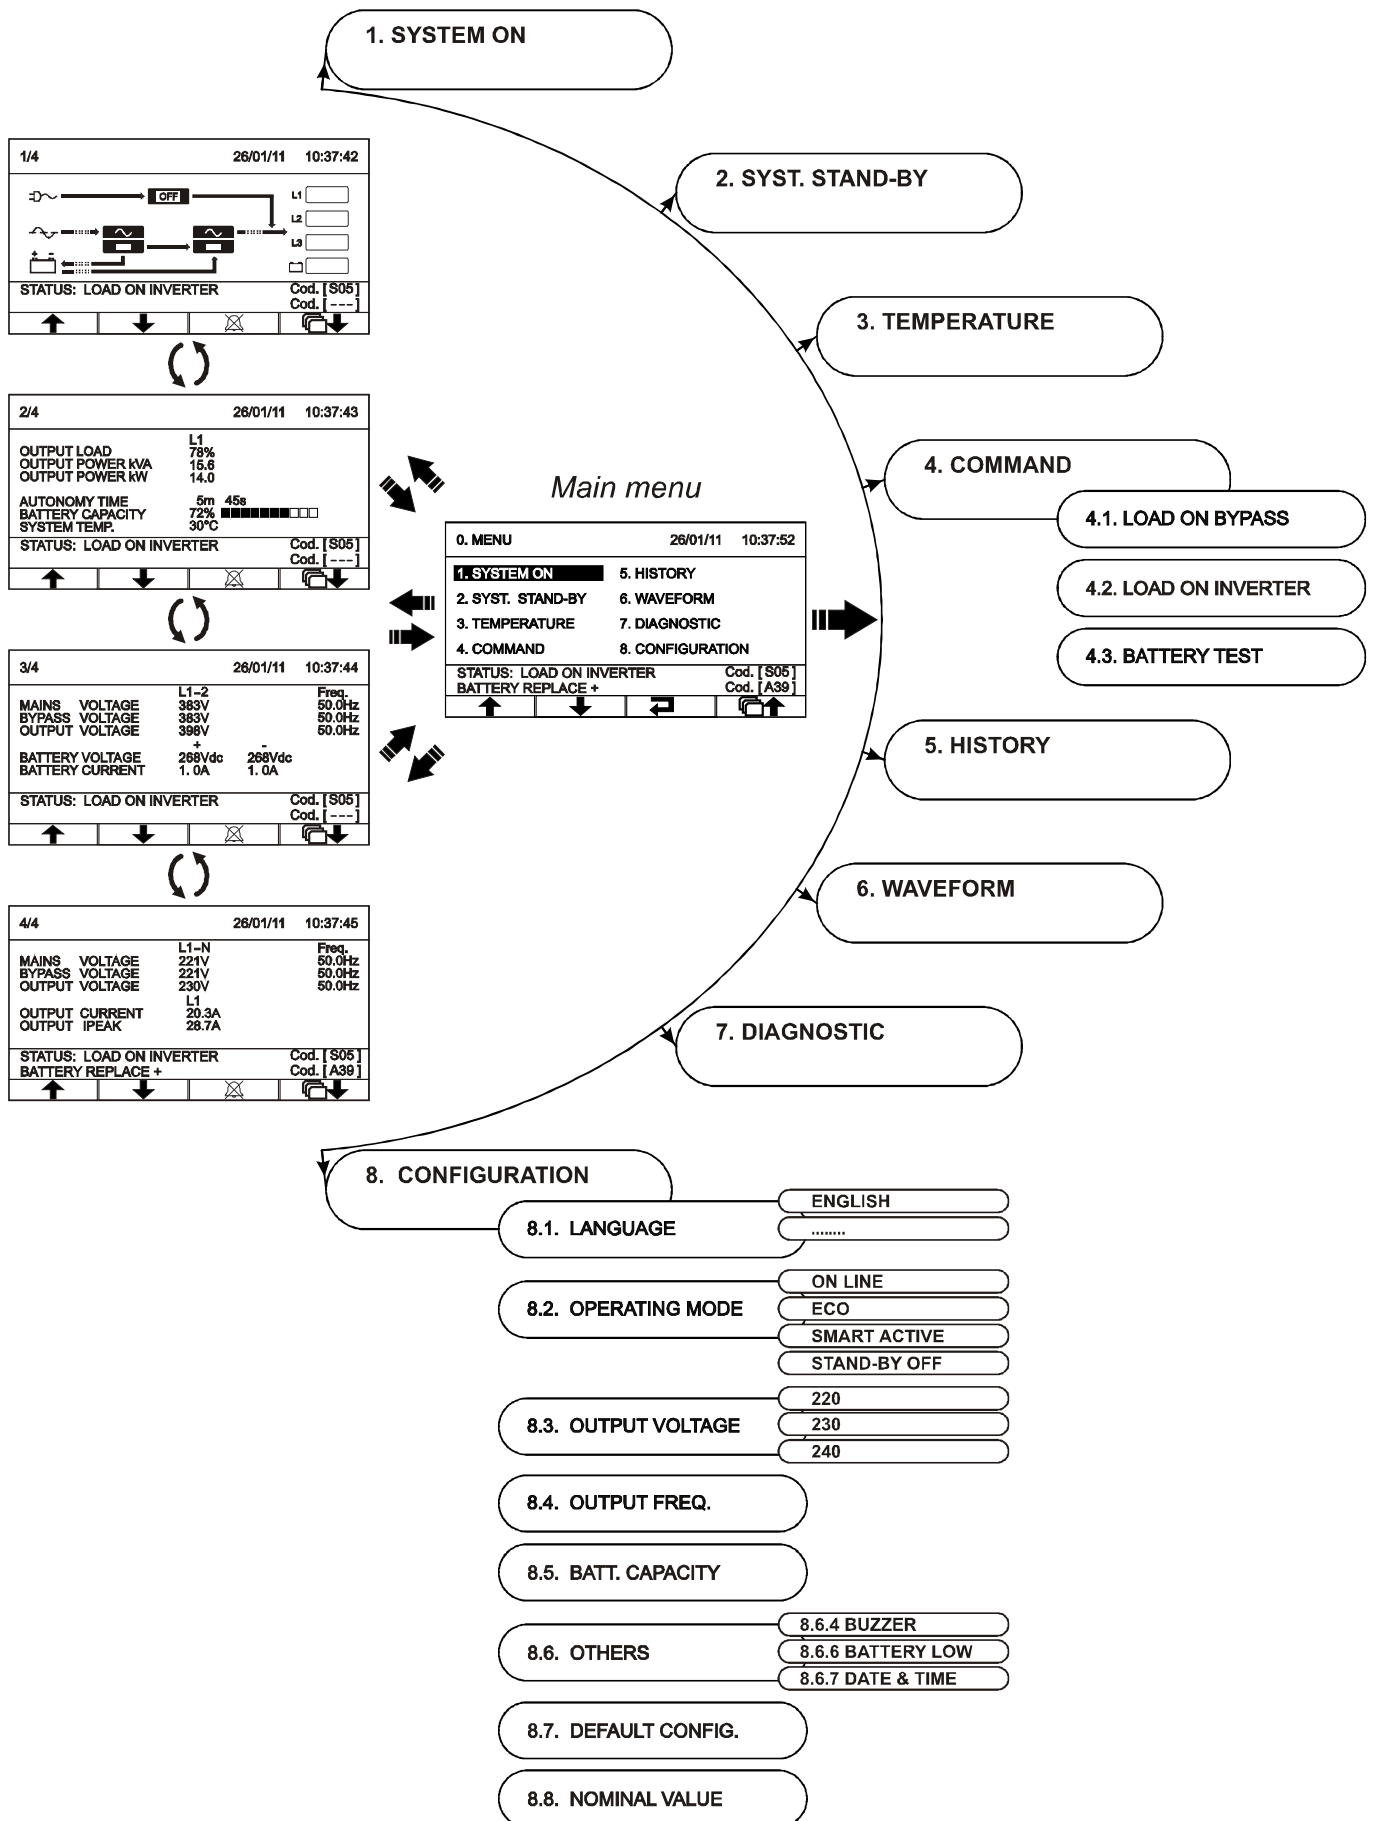 1. SYSTEM ON
2. SYST. STAND-BY
3. TEMPERATURE
4. COMMAND
4.1. LOAD ON BYPASS
4.2. LOAD ON INVERTER
4.3. BATTERY TEST
5. HISTORY
6. WAVEFORM
7. DIAGNOSTIC
1/4 26/01/11 10:37:42
OFF
L1
L2
L3
+ -
STATUS: LOAD ON INVERTER Cod. [S05]
Cod. [---]
2/4 26/01/11 10:37:43
L1
OUTPUT LOAD 78%
OUTPUT POWER kVA 15.6
OUTPUT POWER kW 14.0
AUTONOMY TIME 5m 45s
BATTERY CAPACITY 72%
SYSTEM TEMP. 30°C
STATUS: LOAD ON INVERTER Cod. [S05]
Cod. [---]
3/4 26/01/11 10:37:44
L1-2 Freq.
MAINS VOLTAGE 383V 50.0Hz
BYPASS VOLTAGE 383V 50.0Hz
OUTPUT VOLTAGE 398V 50.0Hz
+ -
BATTERY VOLTAGE 268Vdc 268Vdc
BATTERY CURRENT 1. 0A 1. 0A
STATUS: LOAD ON INVERTER Cod. [S05]
Cod. [---]
4/4 26/01/11 10:37:45
L1-N Freq.
MAINS VOLTAGE 221V 50.0Hz
BYPASS VOLTAGE 221V 50.0Hz
OUTPUT VOLTAGE 230V 50.0Hz
L1
OUTPUT CURRENT 20.3A
OUTPUT IPEAK 28.7A
STATUS: LOAD ON INVERTER Cod. [S05]
BATTERY REPLACE + Cod. [A39]
Main menu
0. MENU 26/01/11 10:37:52
1. SYSTEM ON 5. HISTORY
2. SYST. STAND-BY 6. WAVEFORM
3. TEMPERATURE 7. DIAGNOSTIC
4. COMMAND 8. CONFIGURATION
STATUS: LOAD ON INVERTER Cod. [S05]
BATTERY REPLACE + Cod. [A39]
8. CONFIGURATION
8.1. LANGUAGE
ENGLISH
........
8.2. OPERATING MODE
ON LINE
ECO
SMART ACTIVE
STAND-BY OFF
8.3. OUTPUT VOLTAGE
220
230
240
8.4. OUTPUT FREQ.
8.5. BATT. CAPACITY
8.6. OTHERS
8.6.4 BUZZER
8.6.6 BATTERY LOW
8.6.7 DATE & TIME
8.7. DEFAULT CONFIG.
8.8. NOMINAL VALUE